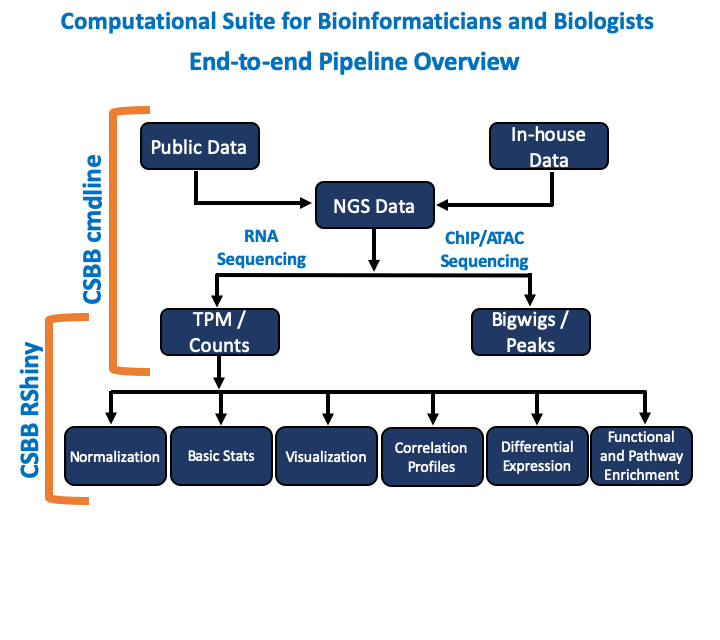 Computational Suite for Bioinformaticians and Biologists
End-to-end Pipeline Overview
CSBB cmdline
Public Data
In-house
Data
NGS Data
RNA
Sequencing
ChIP/ATAC
Sequencing
TPM /
Counts
Bigwigs /
Peaks
CSBB RShiny
Normalization
Basic Stats
Visualization
Correlation
Profiles
Differential
Expression
Functional
and Pathway
Enrichment